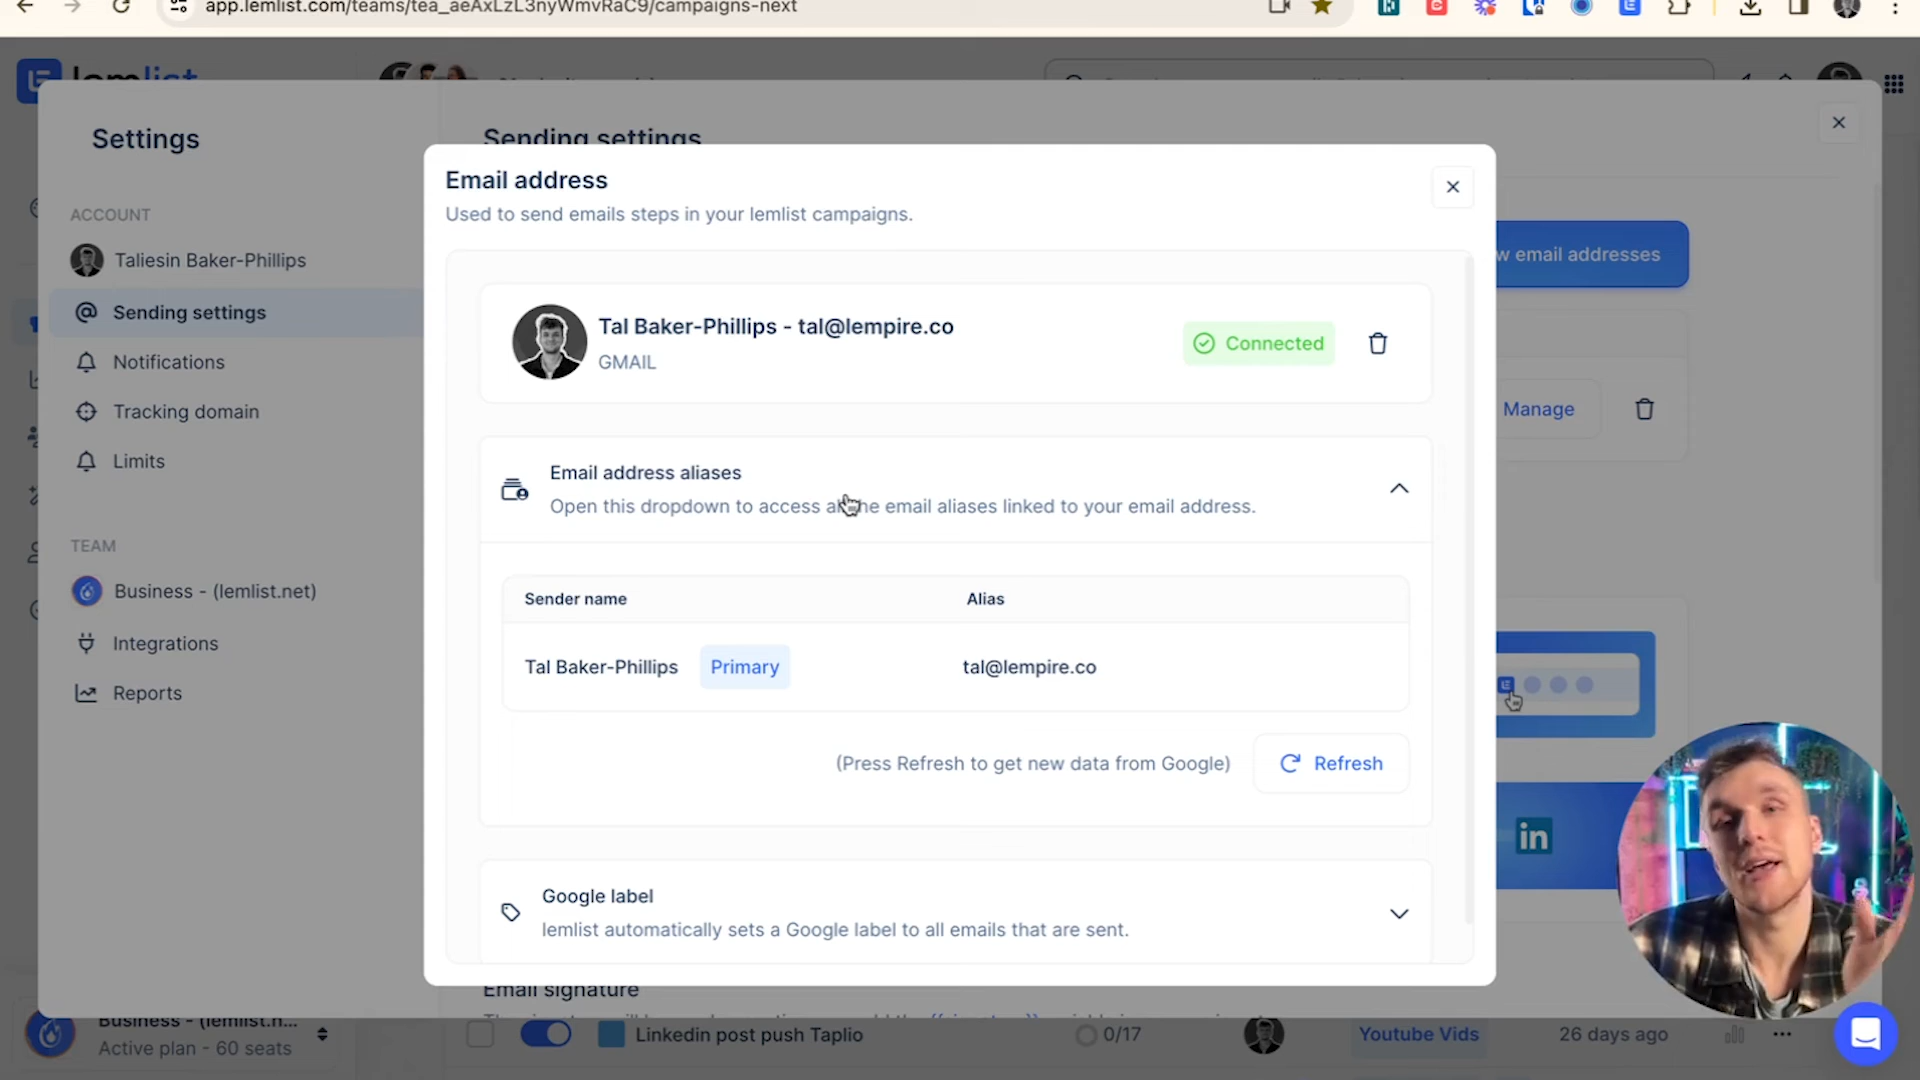 app.lemlist.com/teams/tea_aeAxLzL3nyWmvRaC9/campaigns-next
lemlist
Settings
Sending settings
Email address
Used to send emails steps in your lemlist campaigns.
ACCOUNT
Taliesin Baker-Phillips
Sending settings
Notifications
Tracking domain
Limits
TEAM
Business - (lemlist.net)
Integrations
Reports
w email addresses
Manage
Tal Baker-Phillips - tal@lempire.co
GMAIL
Connected
Email address aliases
Open this dropdown to access all the email aliases linked to your email address.
Sender name Alias
Tal Baker-Phillips Primary tal@lempire.co
(Press Refresh to get new data from Google) Refresh
in
Google label
lemlist automatically sets a Google label to all emails that are sent.
Email signature
Business - (lemlist.n...
Active plan - 60 seats
Linkedin post push Taplio 0/17 Youtube Vids 26 days ago